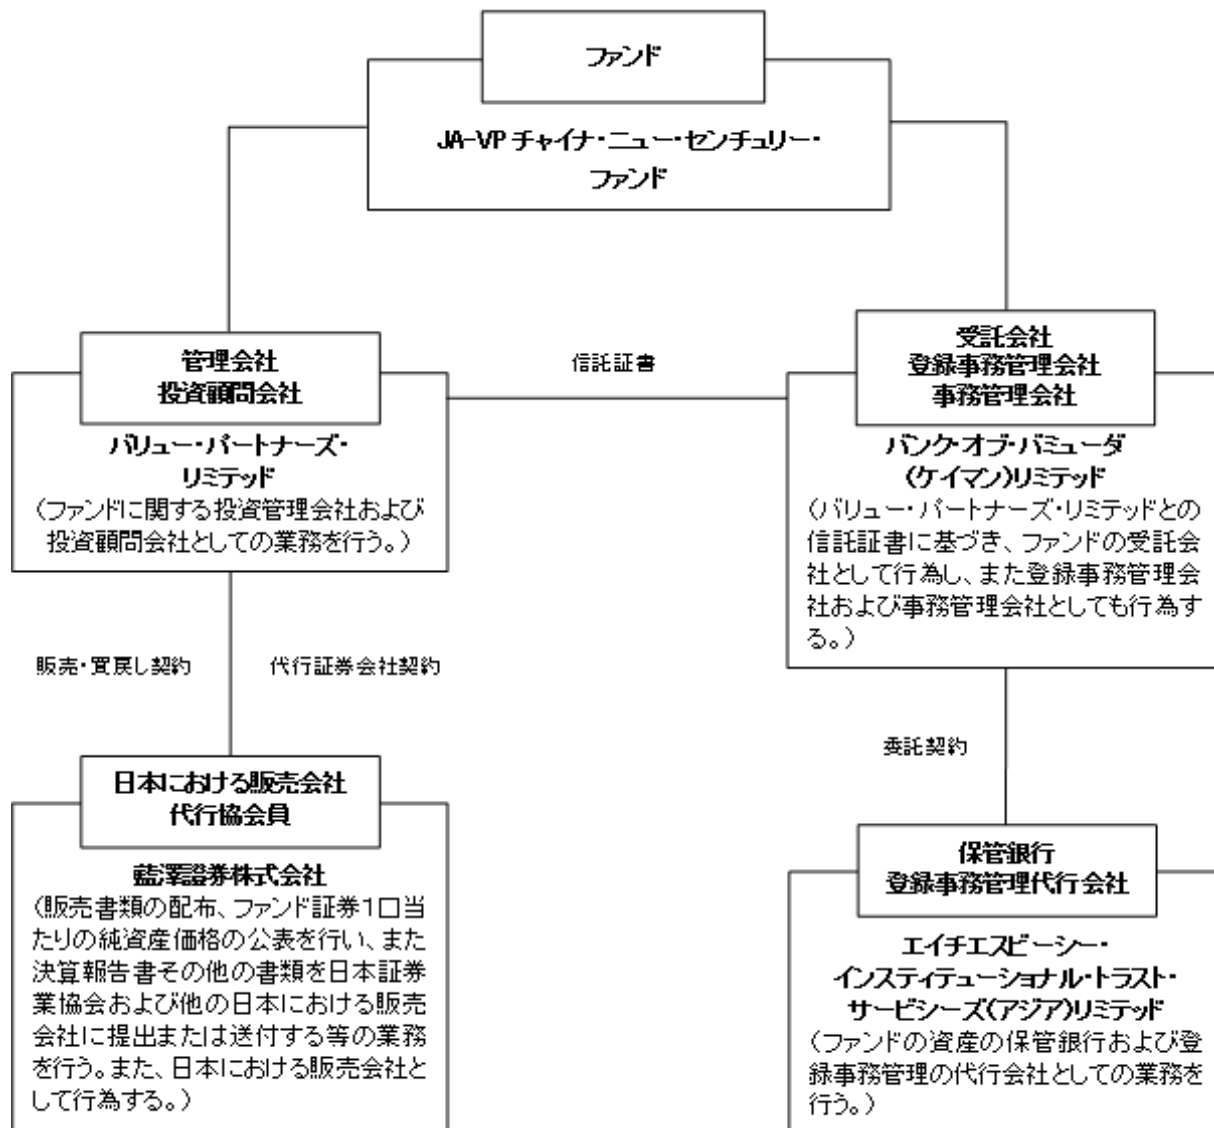 ファンド
JA-VP チャイナ・ニュー・センチュリー・
ファンド
管理会社
投資顧問会社
バリュー・パートナーズ・
リミテッド
(ファンドに関する投資管理会社および
投資顧問会社としての業務を行う。)
信託証書
受託会社
登録事務管理会社
事務管理会社
バンク・オブ・バミューダ
(ケイマン)リミテッド
(バリュー・パートナーズ・リミテッドとの
信託証書に基づき、ファンドの受託会
社として行為し、また登録事務管理会
社および事務管理会社としても行為す
る。)
販売・買戻し契約
代行証券会社契約
委託契約
日本における販売会社
代行協会員
藍澤證券株式会社
(販売書類の配布、ファンド証券1口当
たりの純資産価格の公表を行い、また
決算報告書その他の書類を日本証券
業協会および他の日本における販売
会社に提出または送付する等の業務
を行う。また、日本における販売会社と
して行為する。)
保管銀行
登録事務管理代行会社
エイチエスビーシー・
インスティテューショナル・トラスト・
サービシーズ(アジア)リミテッド
(ファンドの資産の保管銀行および登
録事務管理の代行会社としての業務を
行う。)